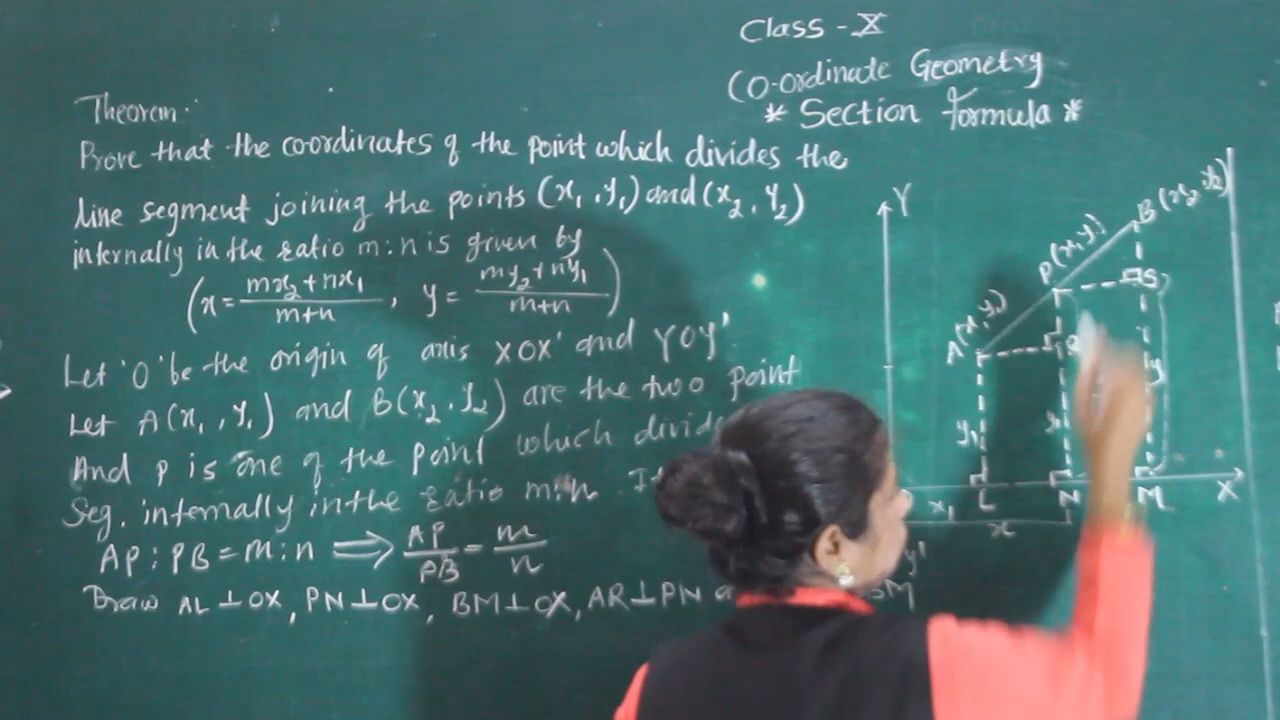 Class - X
Co-ordinate Geometry
* Section formula *
Theorem.
Prove that the coordinates of the point which divides the
line segment joining the points (x₁, y₁) and (x₂, y₂)
internally in the ratio m:n is given by
(x = mx₂+nx₁/m+n, y = my₂+ny₁/m+n)
Let 'O' be the origin of axis XOX' and YOY'.
Let A(x₁, y₁) and B(x₂, y₂) are the two point
And P is one of the point which divide
Seg. internally in the ratio m:n.
AP : PB = m : n ⟹ AP/PB = m/n
Draw AL ⊥ OX, PN ⊥ OX, BM ⊥ OX, AR ⊥ PN
Y
B(x₂, y₂)
P(x, y)
S
A(x₁, y₁)
y₁
y
L
N
M
X
x₁
x
y'